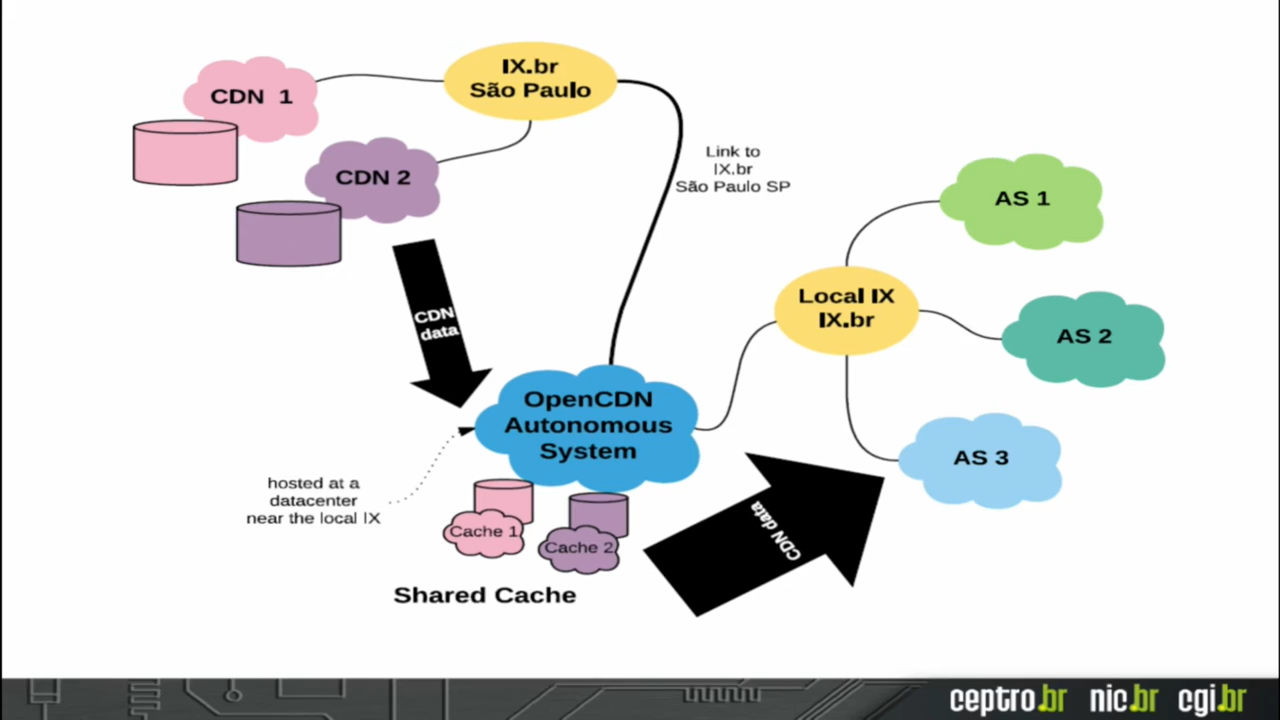 CDN 1
IX.br
São Paulo
CDN 2
Link to
IX.br
São Paulo SP
AS 1
Local IX
IX.br
AS 2
CDN
data
OpenCDN
Autonomous
System
AS 3
hosted at a
datacenter
near the local IX
Cache 1
Cache 2
CDN data
Shared Cache
ceptro.br nic.br cgi.br